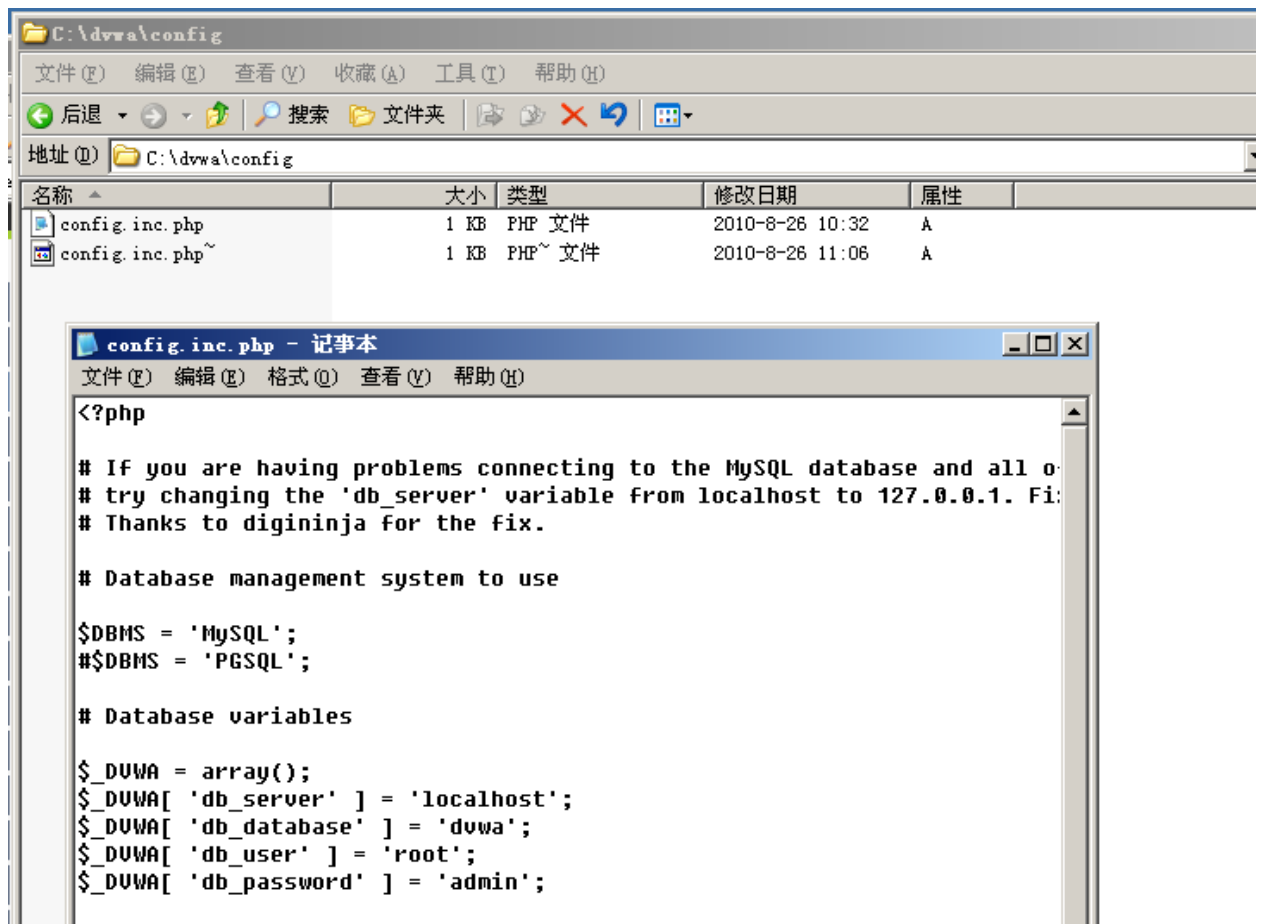 C:\dvwa\config
文件(F) 编辑(E) 查看(V) 收藏(A) 工具(T) 帮助(H)
后退 搜索 文件夹
地址(D) C:\dvwa\config
名称 大小 类型 修改日期 属性
config.inc.php 1 KB PHP 文件 2010-8-26 10:32 A
config.inc.php~ 1 KB PHP~ 文件 2010-8-26 11:06 A
config.inc.php - 记事本
文件(F) 编辑(E) 格式(O) 查看(V) 帮助(H)
<?php
# If you are having problems connecting to the MySQL database and all
# try changing the 'db_server' variable from localhost to 127.0.0.1.
# Thanks to digininja for the fix.
# Database management system to use
$DBMS = 'MySQL';
#$DBMS = 'PGSQL';
# Database variables
$_DVWA = array();
$_DVWA[ 'db_server' ] = 'localhost';
$_DVWA[ 'db_database' ] = 'dvwa';
$_DVWA[ 'db_user' ] = 'root';
$_DVWA[ 'db_password' ] = 'admin';